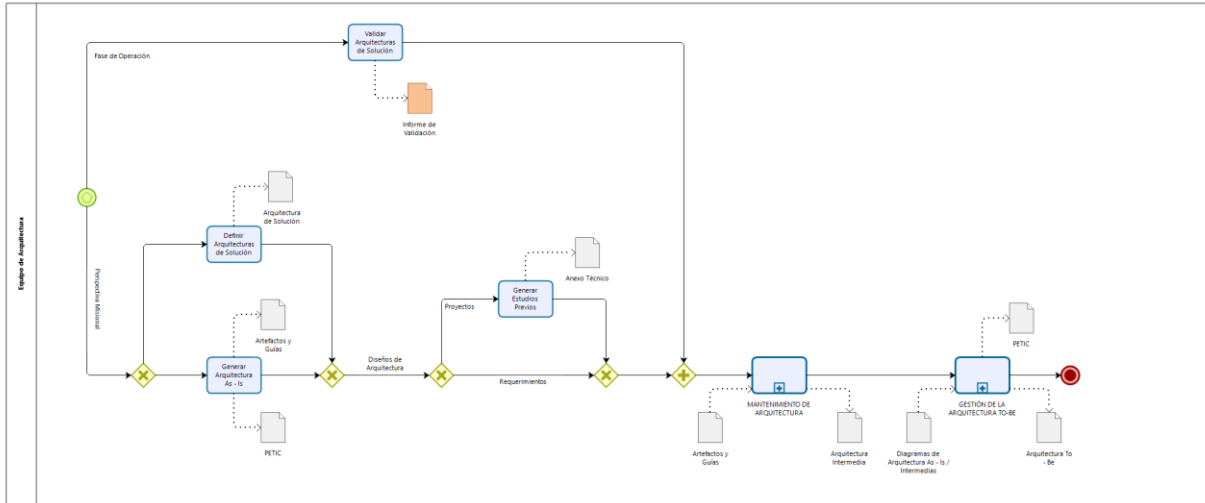 Equipo de Arquitectura
Fase de Operación
Validar
Arquitecturas
de Solución
Informe de
Validación
Arquitectura
de Solución
Definir
Arquitecturas
de Solución
Perspectiva Misional
Artefactos y
Guías
Generar
Arquitectura
As - Is
PETIC
Diseños de
Arquitectura
Proyectos
Generar
Estudios
Previos
Anexo Técnico
Requerimientos
MANTENIMIENTO DE
ARQUITECTURA
Artefactos y
Guías
Arquitectura
Intermedia
PETIC
GESTIÓN DE LA
ARQUITECTURA TO-BE
Diagramas de
Arquitectura As - Is /
Intermedias
Arquitectura To
- Be